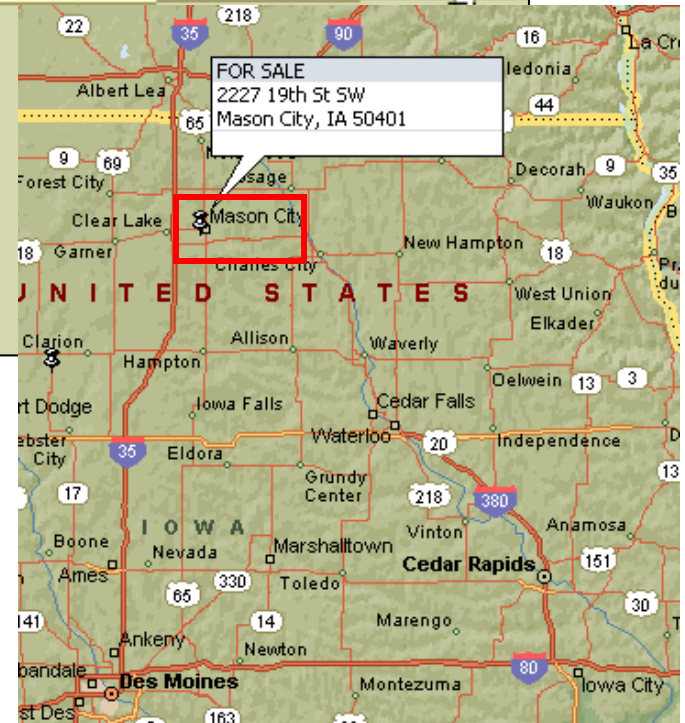 218
22
35
90
16
La Cr
FOR SALE
2227 19th St SW
Mason City, IA 50401
ledonia
Albert Lea
65
44
9
69
sage
Decorah
9
35
Forest City
Waukon
Clear Lake
Mason City
18
Garner
New Hampton
18
Charles City
UNITED STATES
West Union
Elkader
Clarion
Allison
Waverly
Hampton
Oelwein
13
3
rt Dodge
Iowa Falls
Cedar Falls
Waterloo
20
Independence
ebster
City
35
Eldora
Grundy
Center
13
17
218
380
IOWA
Vinton
Anamosa
Boone
Nevada
Marshalltown
Cedar Rapids
151
Ames
330
Toledo
65
30
141
14
Marengo
Ankeny
Newton
bandale
Des Moines
80
Montezuma
Iowa City
st Des
163